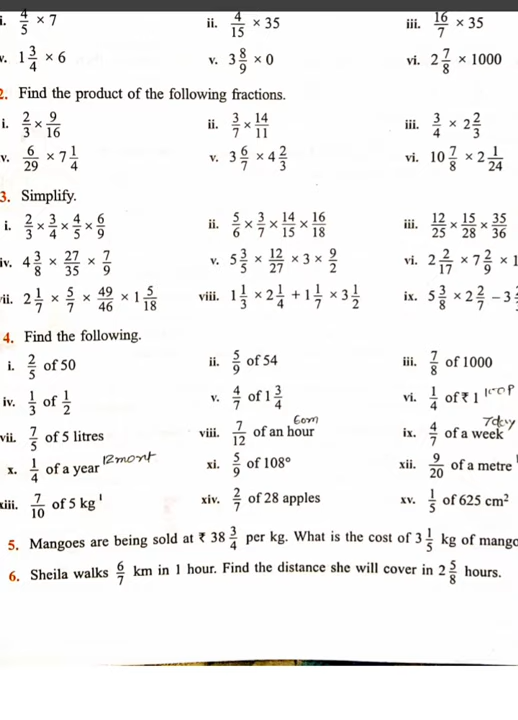 i. 4/5 × 7 ii. 4/15 × 35 iii. 16/7 × 35
v. 1 3/4 × 6 v. 3 8/9 × 0 vi. 2 7/8 × 1000
2. Find the product of the following fractions.
i. 2/3 × 9/16 ii. 3/7 × 14/11 iii. 3/4 × 2 2/3
v. 6/29 × 7 1/4 v. 3 6/7 × 4 2/3 vi. 10 7/8 × 2 1/24
3. Simplify.
i. 2/3 × 3/4 × 4/5 × 6/9 ii. 5/6 × 3/7 × 14/15 × 16/18 iii. 12/25 × 15/28 × 35/36
iv. 4 3/8 × 27/35 × 7/9 v. 5 3/5 × 12/27 × 3 × 9/2 vi. 2 2/17 × 7 2/9 × 1
ii. 2 1/7 × 5/7 × 49/46 × 1 5/18 viii. 1 1/3 × 2 1/4 + 1 1/7 × 3 1/2 ix. 5 3/8 × 2 2/7 − 3
4. Find the following.
i. 2/5 of 50 ii. 5/9 of 54 iii. 7/8 of 1000
iv. 1/3 of 1/2 v. 4/7 of 1 3/4 vi. 1/4 of ₹ 1
vii. 7/5 of 5 litres viii. 7/12 of an hour ix. 4/7 of a week
x. 1/4 of a year 12 mont xi. 5/9 of 108° xii. 9/20 of a metre
xiii. 7/10 of 5 kg xiv. 2/7 of 28 apples xv. 1/5 of 625 cm²
5. Mangoes are being sold at ₹ 38 3/4 per kg. What is the cost of 3 1/5 kg of mango
6. Sheila walks 6/7 km in 1 hour. Find the distance she will cover in 2 5/8 hours.